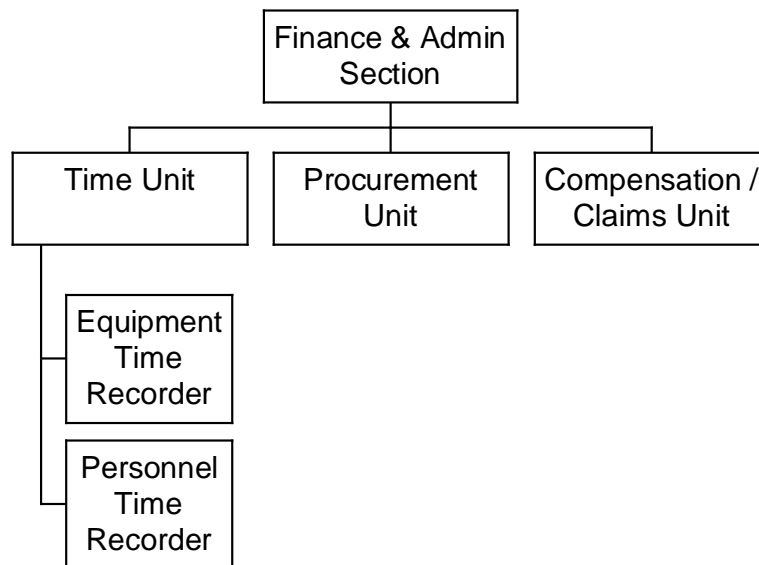 Finance & Admin
Section
Time Unit
Procurement
Unit
Compensation /
Claims Unit
Equipment
Time
Recorder
Personnel
Time
Recorder